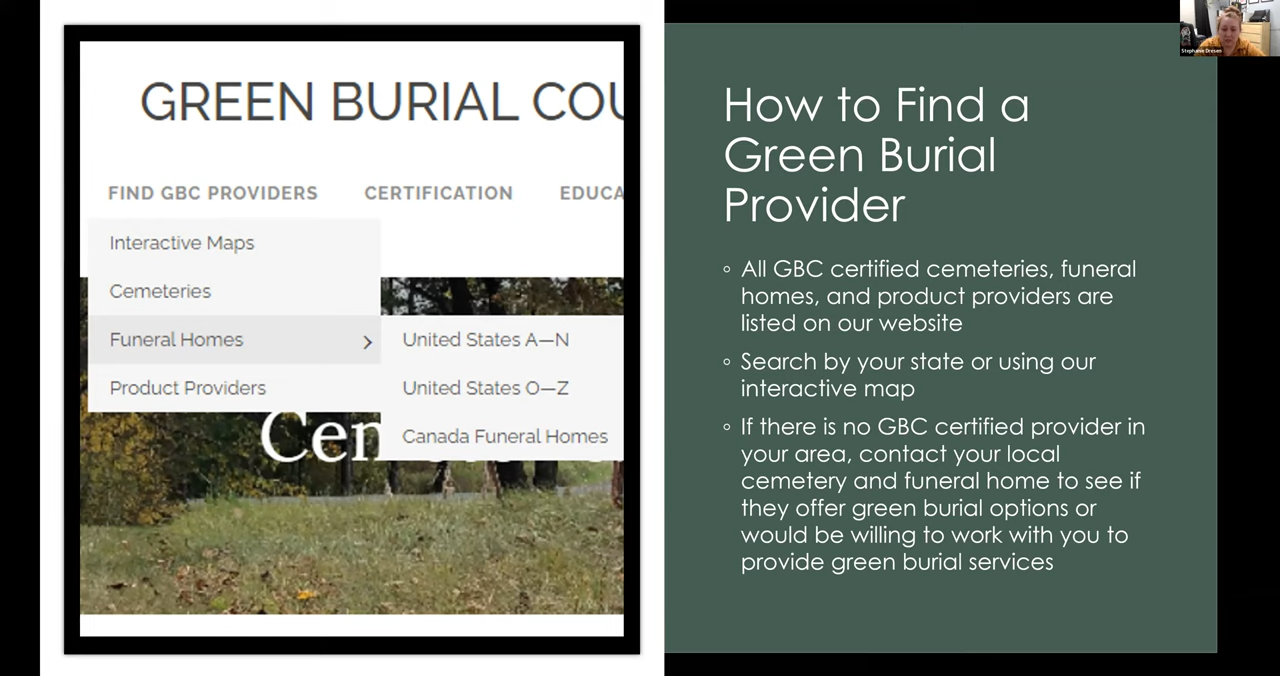 GREEN BURIAL COU
FIND GBC PROVIDERS CERTIFICATION EDUCA
Interactive Maps
Cemeteries
Funeral Homes
Product Providers
United States A—N
United States O—Z
Canada Funeral Homes
Cen
How to Find a
Green Burial
Provider
◦ All GBC certified cemeteries, funeral
homes, and product providers are
listed on our website
◦ Search by your state or using our
interactive map
◦ If there is no GBC certified provider in
your area, contact your local
cemetery and funeral home to see if
they offer green burial options or
would be willing to work with you to
provide green burial services
Stephanie Dresen